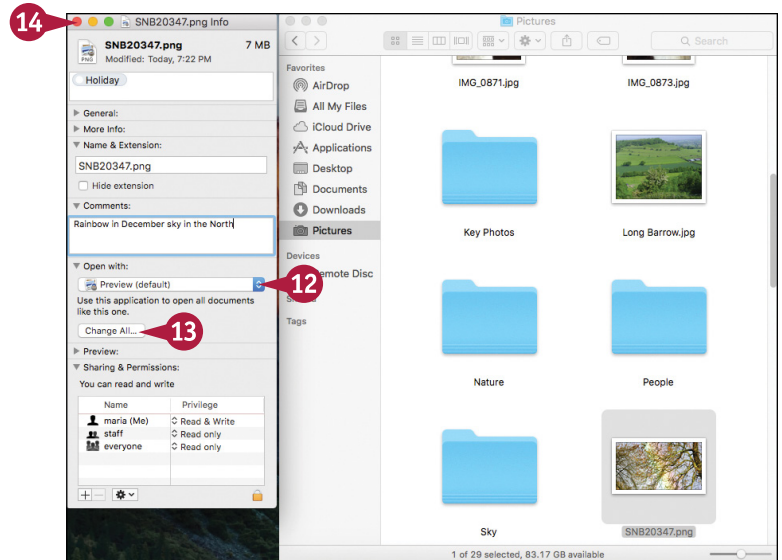 14
SNB20347.png Info
SNB20347.png 7 MB
Modified: Today, 7:22 PM
PNG
Holiday
General:
More Info:
Name & Extension:
SNB20347.png
Hide extension
Comments:
Rainbow in December sky in the North
Open with:
Preview (default)
12
Use this application to open all documents
like this one.
Change All...
13
Preview:
Sharing & Permissions:
You can read and write
Name Privilege
maria (Me) Read & Write
staff Read only
everyone Read only
Pictures
Search
Favorites
AirDrop
All My Files
iCloud Drive
Applications
Desktop
Documents
Downloads
Pictures
Devices
emote Disc
Tags
IMG_0871.jpg IMG_0873.jpg
Key Photos Long Barrow.jpg
Nature People
Sky SNB20347.png
1 of 29 selected, 83.17 GB available